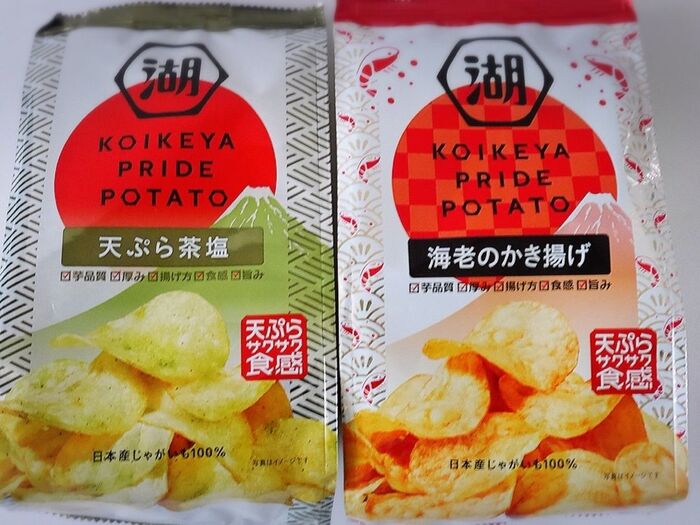 湖
KOIKEYA
PRIDE
POTATO
天ぷら茶塩
☑芋品質 ☑厚み ☑揚げ方 ☑食感 ☑旨み
天ぷら
サクサク
食感
日本産じゃがいも100%
写真はイメージです
湖
KOIKEYA
PRIDE
POTATO
海老のかき揚げ
☑芋品質 ☑厚み ☑揚げ方 ☑食感 ☑旨み
天ぷら
サクサク
食感
日本産じゃがいも100%
写真はイメージです